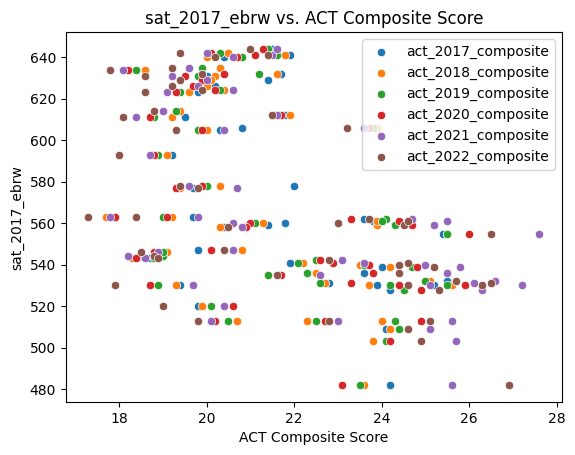 sat_2017_ebrw vs. ACT Composite Score
act_2017_composite
act_2018_composite
act_2019_composite
act_2020_composite
act_2021_composite
act_2022_composite
sat_2017_ebrw
640
620
600
580
560
540
520
500
480
18
20
22
24
26
28
ACT Composite Score